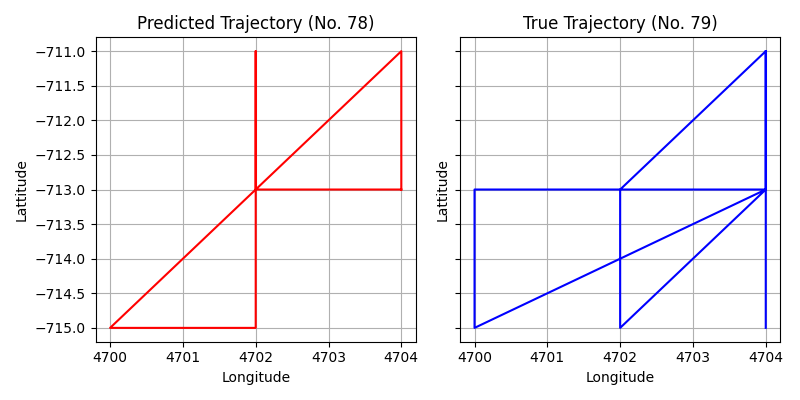 Predicted Trajectory (No. 78)
Lattitude
−711.0
−711.5
−712.0
−712.5
−713.0
−713.5
−714.0
−714.5
−715.0
4700 4701 4702 4703 4704
Longitude
True Trajectory (No. 79)
Lattitude
4700 4701 4702 4703 4704
Longitude